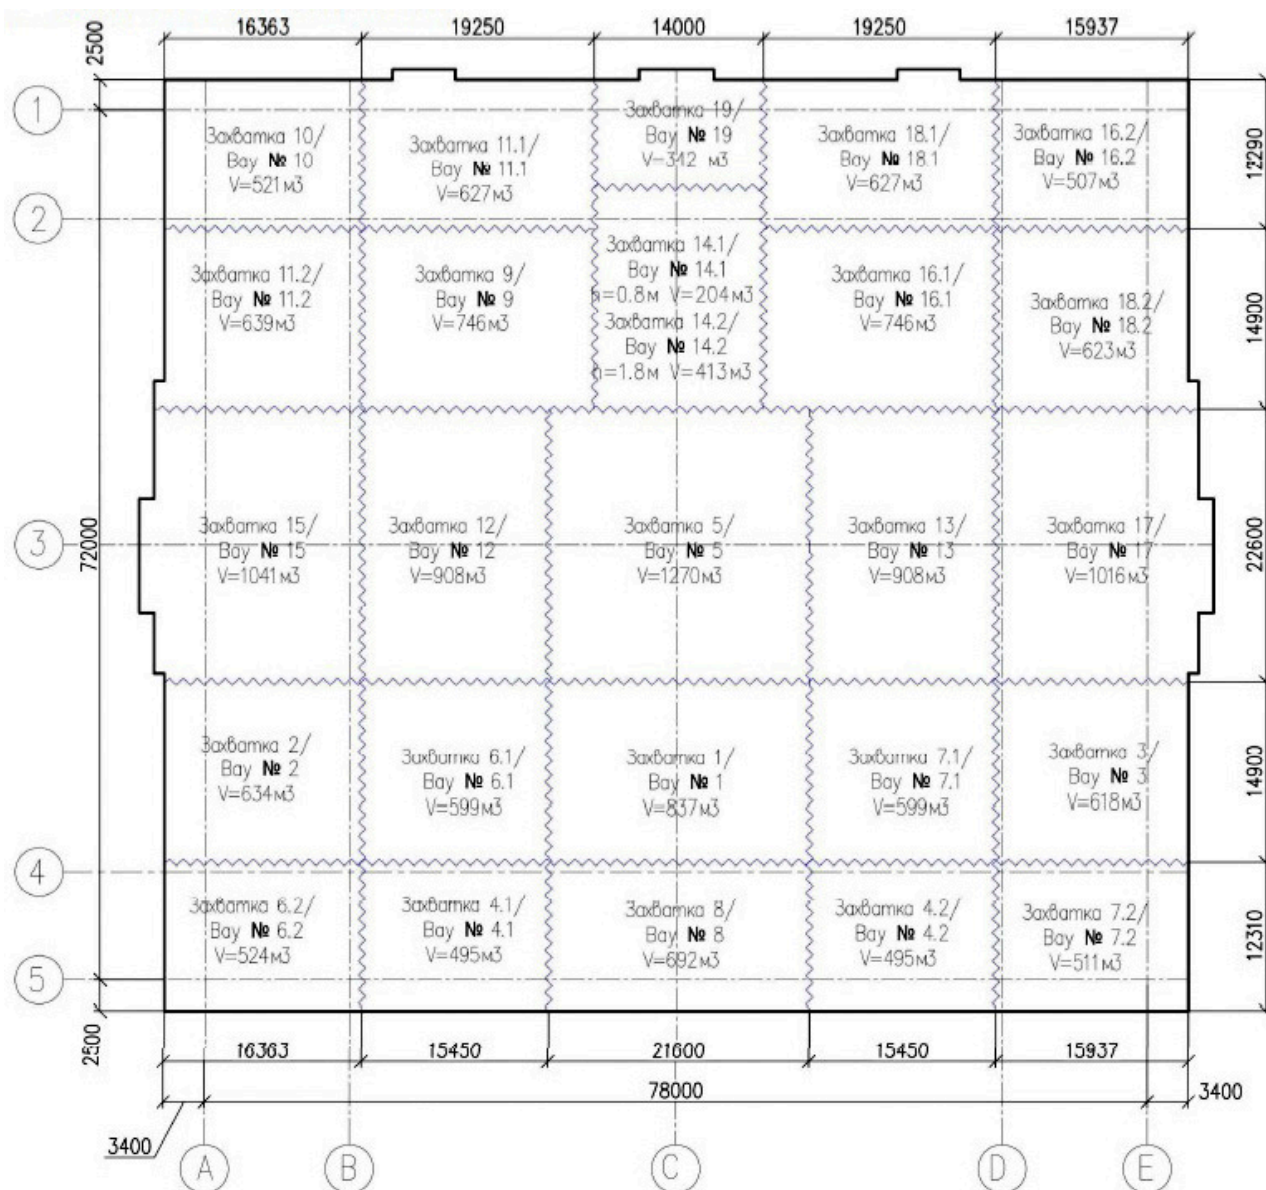 16363 19250 14000 19250 15937
2500
1
Захватка 10/
Bay № 10
V=521м3
Захватка 11.1/
Bay № 11.1
V=627м3
Захватка 19/
Bay № 19
V=342 м3
Захватка 18.1/
Bay № 18.1
V=627м3
Захватка 16.2/
Bay № 16.2
V=507м3
12290
2
Захватка 11.2/
Bay № 11.2
V=639м3
Захватка 9/
Bay № 9
V=746м3
Захватка 14.1/
Bay № 14.1
h=0.8м V=204м3
Захватка 14.2/
Bay № 14.2
h=1.8м V=413м3
Захватка 16.1/
Bay № 16.1
V=746м3
Захватка 18.2/
Bay № 18.2
V=623м3
14900
3
72000
Захватка 15/
Bay № 15
V=1041м3
Захватка 12/
Bay № 12
V=908м3
Захватка 5/
Bay № 5
V=1270м3
Захватка 13/
Bay № 13
V=908м3
Захватка 17/
Bay № 17
V=1016м3
22600
Захватка 2/
Bay № 2
V=634м3
Захватка 6.1/
Bay № 6.1
V=599м3
Захватка 1/
Bay № 1
V=837м3
Захватка 7.1/
Bay № 7.1
V=599м3
Захватка 3/
Bay № 3
V=618м3
14900
4
Захватка 6.2/
Bay № 6.2
V=524м3
Захватка 4.1/
Bay № 4.1
V=495м3
Захватка 8/
Bay № 8
V=692м3
Захватка 4.2/
Bay № 4.2
V=495м3
Захватка 7.2/
Bay № 7.2
V=511м3
12310
5
2500
16363 15450 21600 15450 15937
78000
3400
3400
A B C D E